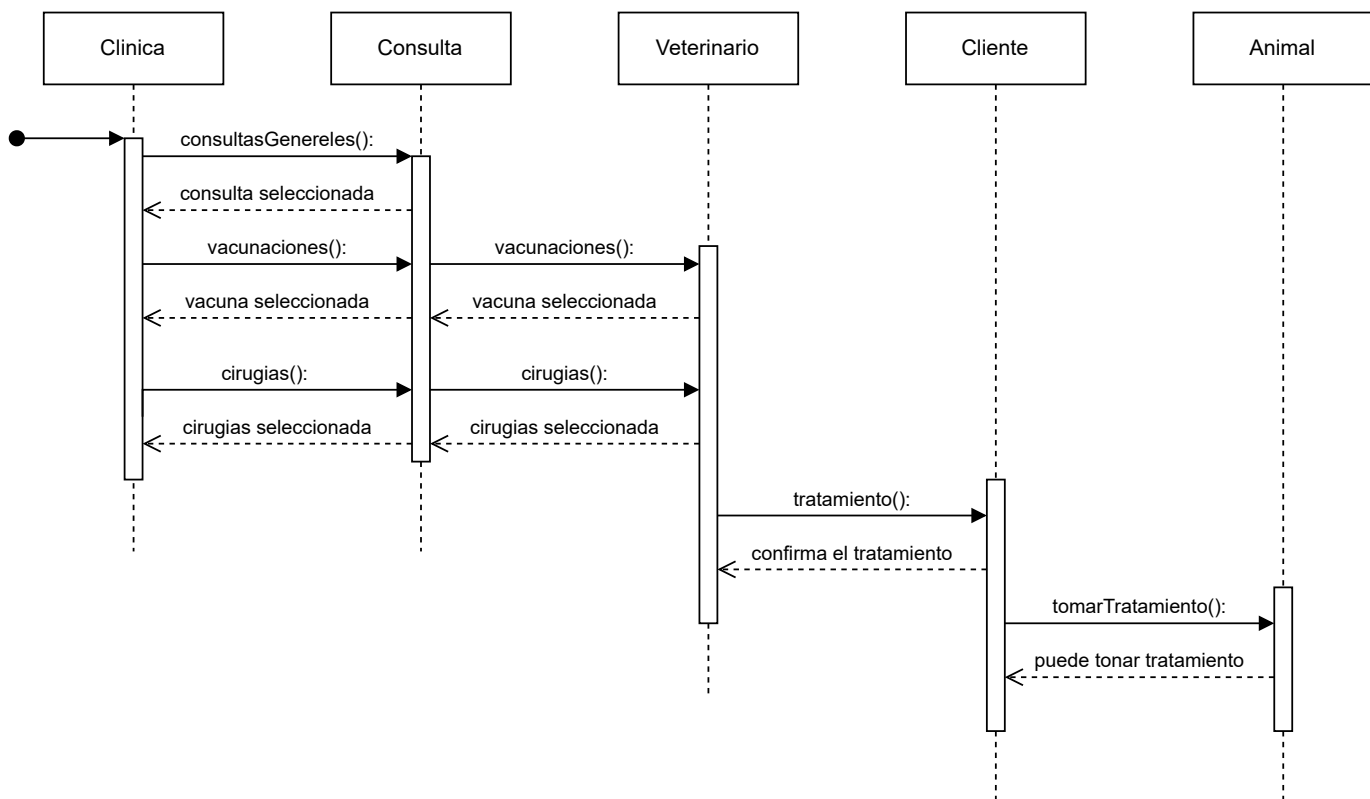 Clinica
Consulta
Veterinario
Cliente
Animal
consultasGenereles():
consulta seleccionada
vacunaciones():
vacunaciones():
vacuna seleccionada
vacuna seleccionada
cirugias():
cirugias():
cirugias seleccionada
cirugias seleccionada
tratamiento():
confirma el tratamiento
tomarTratamiento():
puede tonar tratamiento